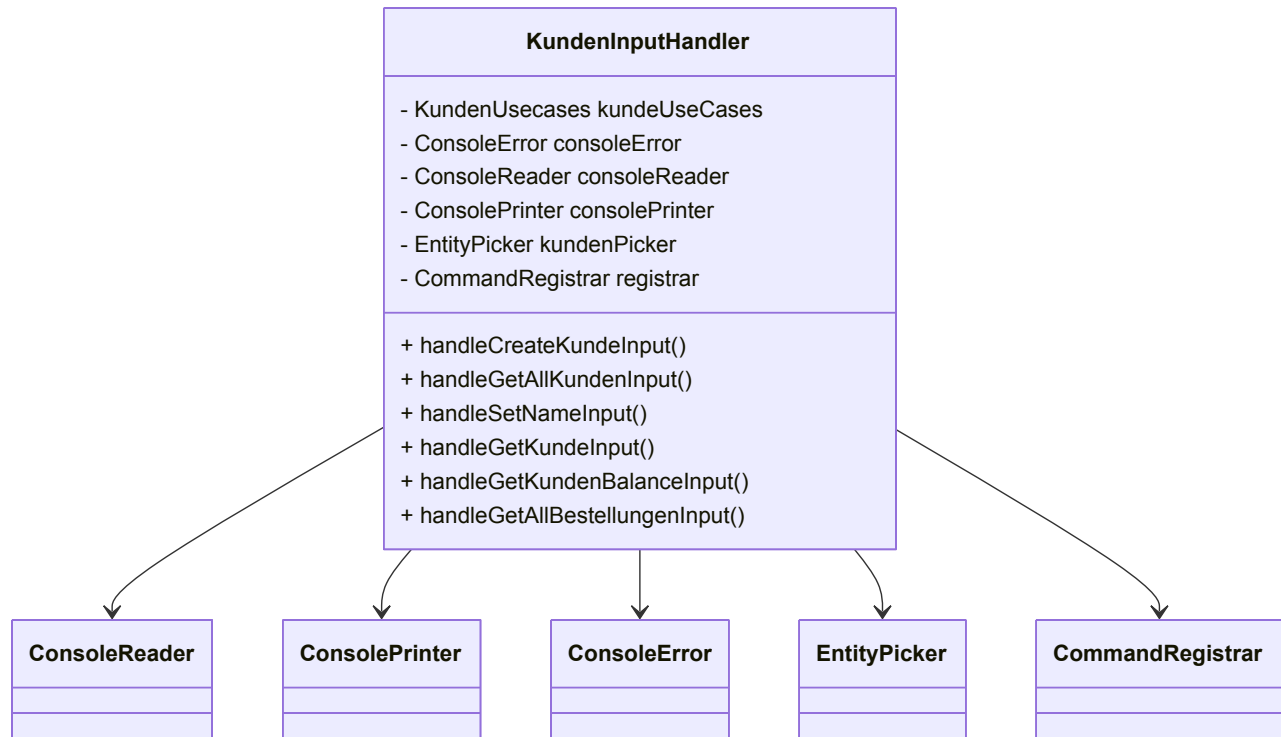 KundenInputHandler
- KundenUsecases kundeUseCases
- ConsoleError consoleError
- ConsoleReader consoleReader
- ConsolePrinter consolePrinter
- EntityPicker kundenPicker
- CommandRegistrar registrar
+ handleCreateKundeInput()
+ handleGetAllKundenInput()
+ handleSetNameInput()
+ handleGetKundeInput()
+ handleGetKundenBalanceInput()
+ handleGetAllBestellungenInput()
ConsoleReader
ConsolePrinter
ConsoleError
EntityPicker
CommandRegistrar